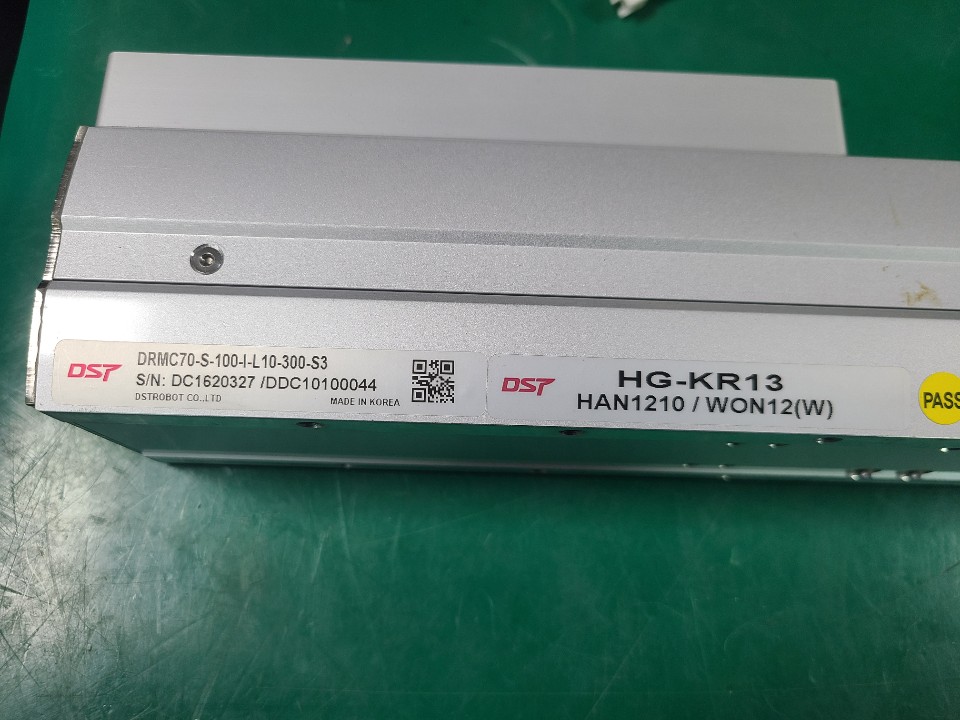 DST
DRMC70-S-100-I-L10-300-S3
S/N: DC1620327 /DDC10100044
DSTROBOT CO.,LTD
MADE IN KOREA
DST
HG-KR13
HAN1210 / WON12(W)
PASS